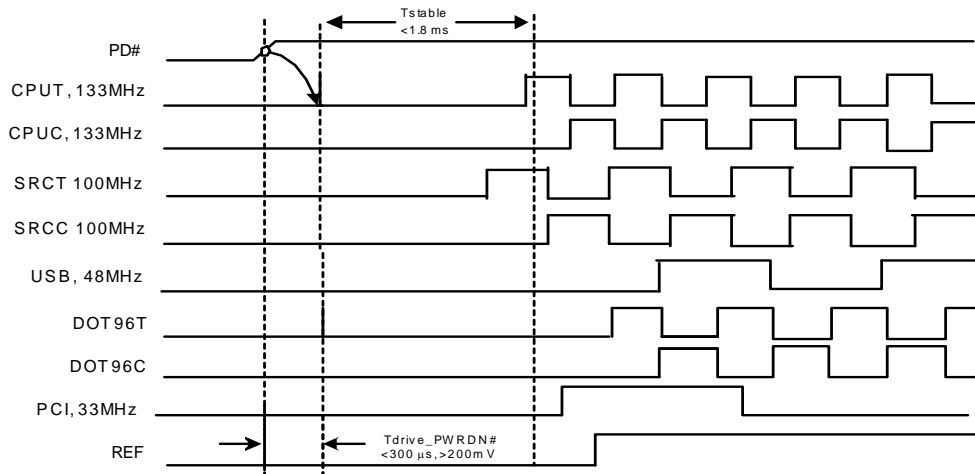 Tstable
<1.8 ms
PD#
CPUT, 133MHz
CPUC, 133MHz
SRCT 100MHz
SRCC 100MHz
USB, 48MHz
DOT96T
DOT96C
PCI, 33MHz
Tdrive_PWRDN#
<300 µs, >200mV
REF